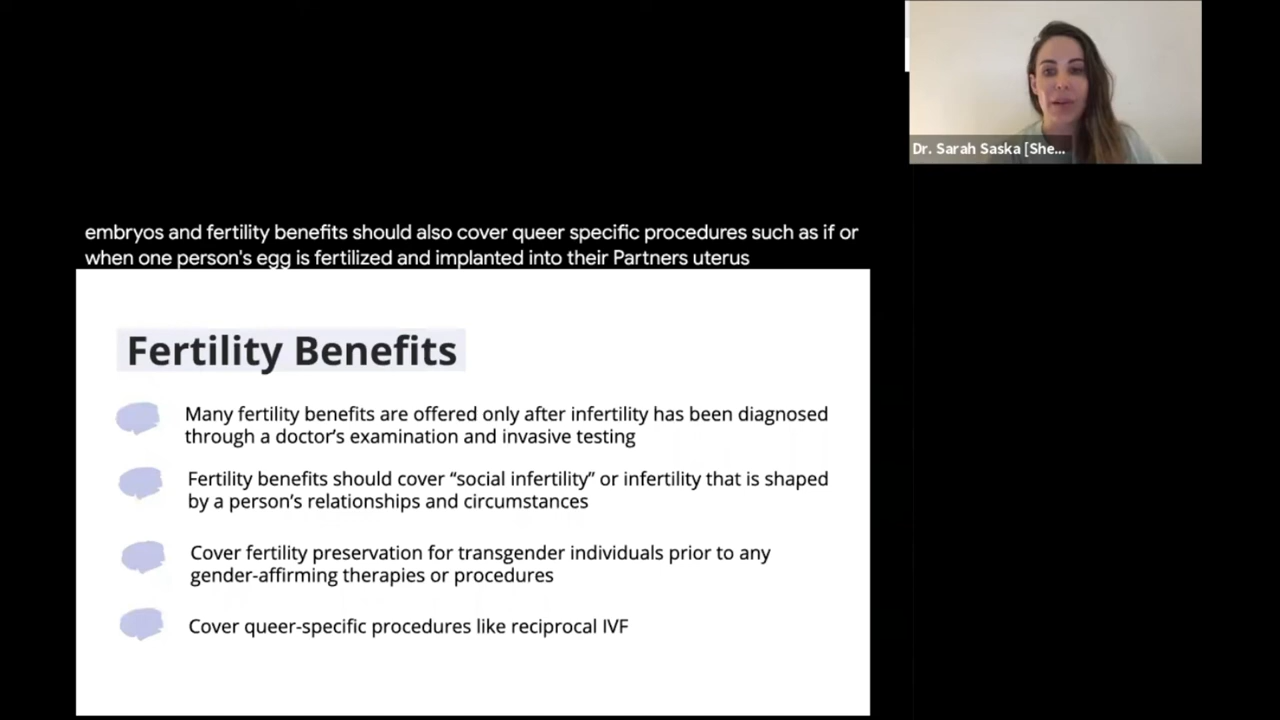 Dr. Sarah Saska [She...
embryos and fertility benefits should also cover queer specific procedures such as if or
when one person's egg is fertilized and implanted into their Partners uterus
Fertility Benefits
Many fertility benefits are offered only after infertility has been diagnosed
through a doctor’s examination and invasive testing
Fertility benefits should cover “social infertility” or infertility that is shaped
by a person’s relationships and circumstances
Cover fertility preservation for transgender individuals prior to any
gender-affirming therapies or procedures
Cover queer-specific procedures like reciprocal IVF